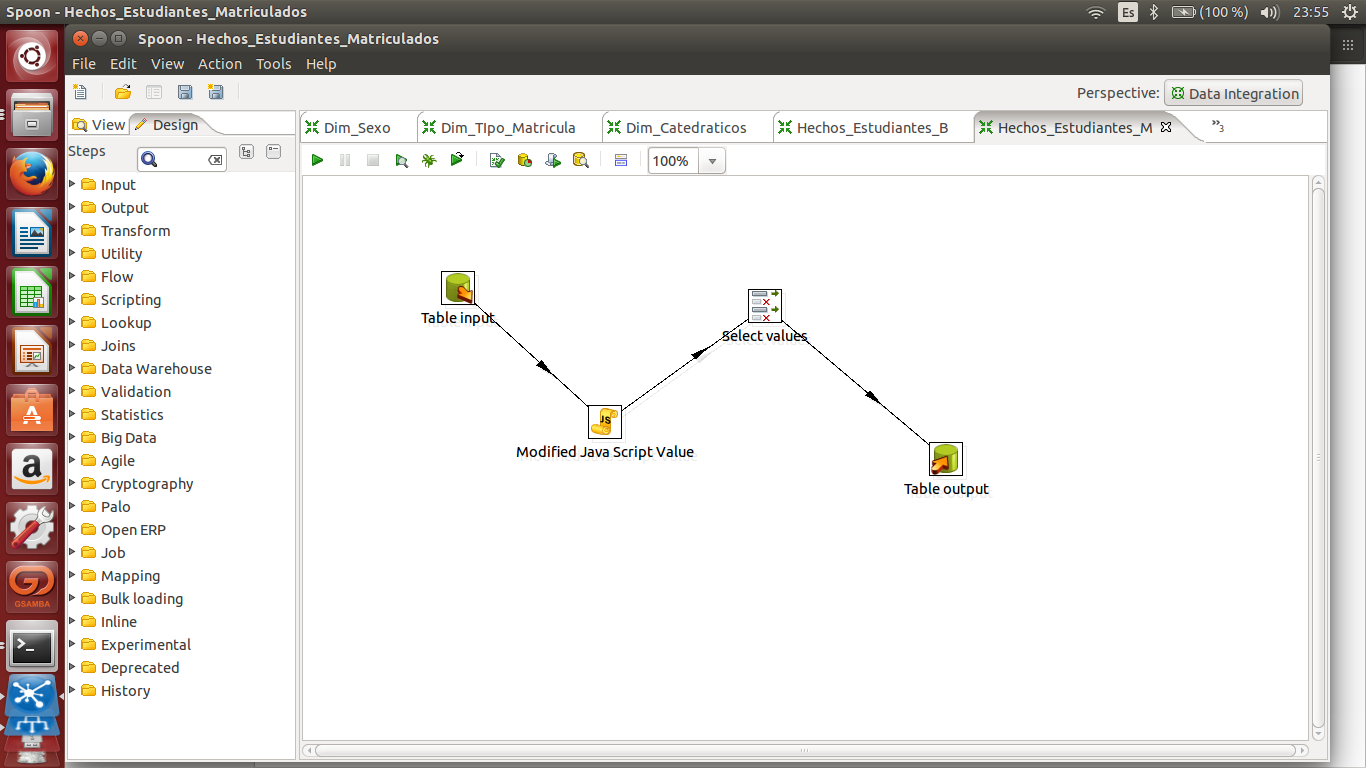 Spoon - Hechos_Estudiantes_Matriculados
Es
(100 %)
23:55
Spoon - Hechos_Estudiantes_Matriculados
File Edit View Action Tools Help
Perspective: Data Integration
View Design
Dim_Sexo
Dim_TIpo_Matricula
Dim_Catedraticos
Hechos_Estudiantes_B
Hechos_Estudiantes_M
»3
Steps
100%
Input
Output
Transform
Utility
Flow
Scripting
Lookup
Joins
Data Warehouse
Validation
Statistics
Big Data
Agile
Cryptography
Palo
Open ERP
Job
Mapping
Bulk loading
Inline
Experimental
Deprecated
History
Table input
Select values
JS
Modified Java Script Value
Table output
a
GSAMBA
>_